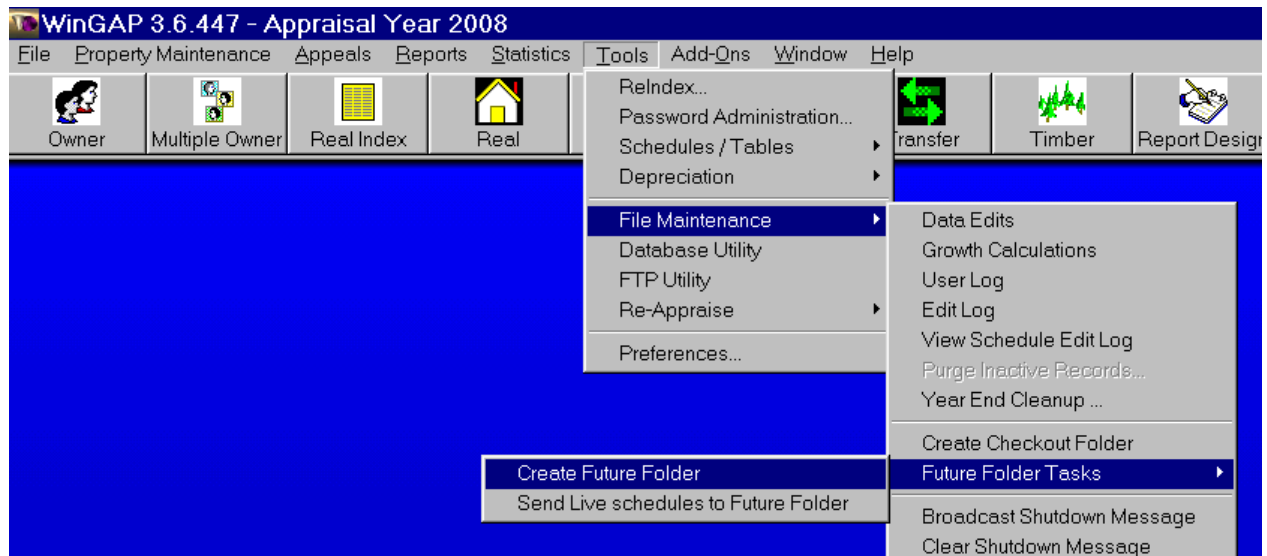 WinGAP 3.6.447 - Appraisal Year 2008
File Property Maintenance Appeals Reports Statistics Tools Add-Ons Window Help
Owner Multiple Owner Real Index Real Timber Report Design
ReIndex...
Password Administration...
Schedules / Tables
Depreciation
File Maintenance
Database Utility
FTP Utility
Re-Appraise
Preferences...
Data Edits
Growth Calculations
User Log
Edit Log
View Schedule Edit Log
Purge Inactive Records...
Year End Cleanup ...
Create Checkout Folder
Future Folder Tasks
Broadcast Shutdown Message
Clear Shutdown Message
Create Future Folder
Send Live schedules to Future Folder